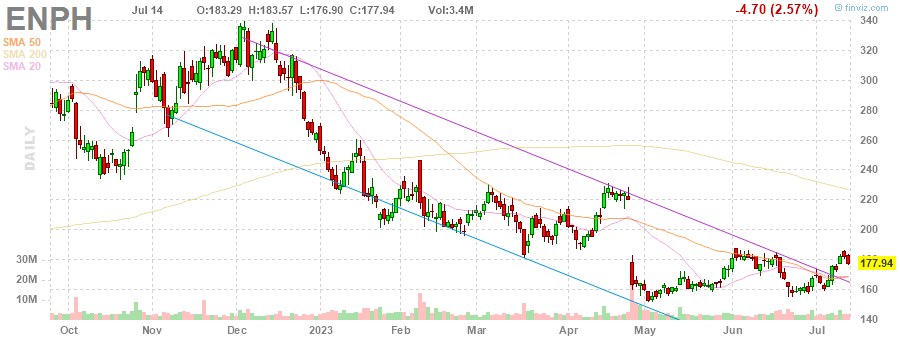 ENPH Jul 14 O:183.29 H:183.57 L:176.90 C:177.94 Vol:3.4M -4.70 (2.57%) © finviz.com
SMA 50
SMA 200
SMA 20
DAILY
340
320
300
280
260
240
220
200
180
177.94
160
140
30M
20M
10M
Oct Nov Dec 2023 Feb Mar Apr May Jun Jul